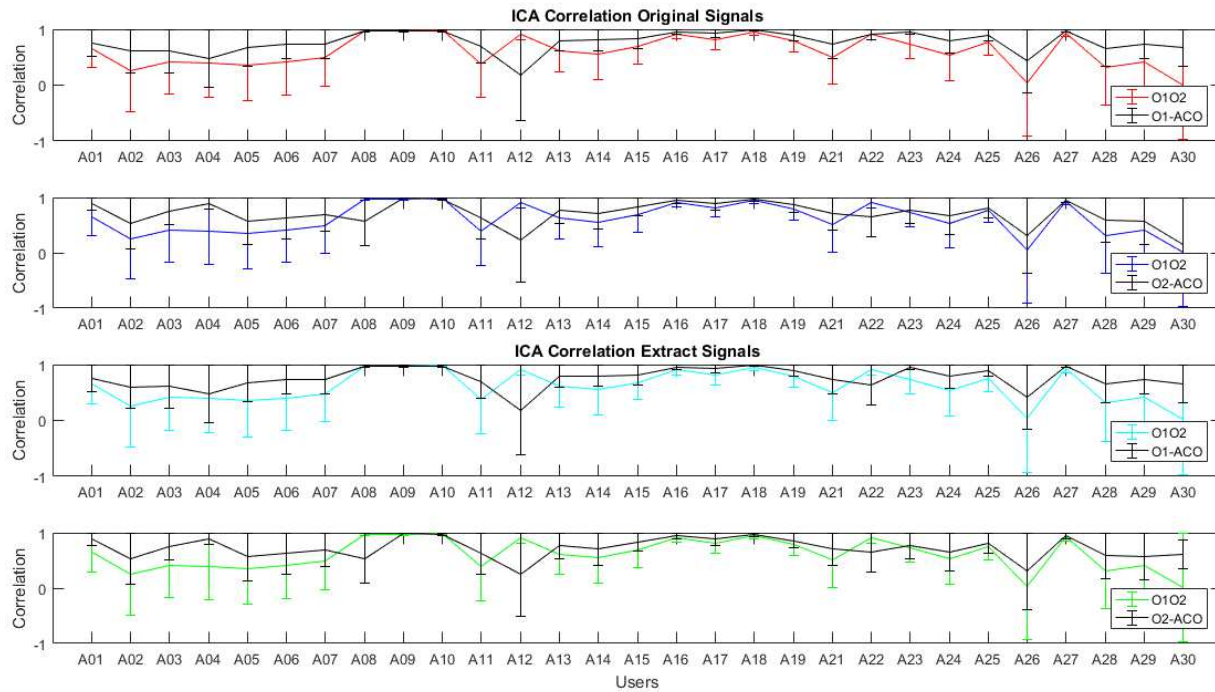 ICA Correlation Original Signals
Correlation
1
0
-1
O1O2
O1-ACO
A01 A02 A03 A04 A05 A06 A07 A08 A09 A10 A11 A12 A13 A14 A15 A16 A17 A18 A19 A20 A21 A22 A23 A24 A25 A26 A27 A28 A29 A30
Correlation
1
0
-1
O1O2
O2-ACO
A01 A02 A03 A04 A05 A06 A07 A08 A09 A10 A11 A12 A13 A14 A15 A16 A17 A18 A19 A20 A21 A22 A23 A24 A25 A26 A27 A28 A29 A30
ICA Correlation Extract Signals
Correlation
1
0
-1
O1O2
O1-ACO
A01 A02 A03 A04 A05 A06 A07 A08 A09 A10 A11 A12 A13 A14 A15 A16 A17 A18 A19 A20 A21 A22 A23 A24 A25 A26 A27 A28 A29 A30
Correlation
1
0
-1
O1O2
O2-ACO
A01 A02 A03 A04 A05 A06 A07 A08 A09 A10 A11 A12 A13 A14 A15 A16 A17 A18 A19 A20 A21 A22 A23 A24 A25 A26 A27 A28 A29 A30
Users